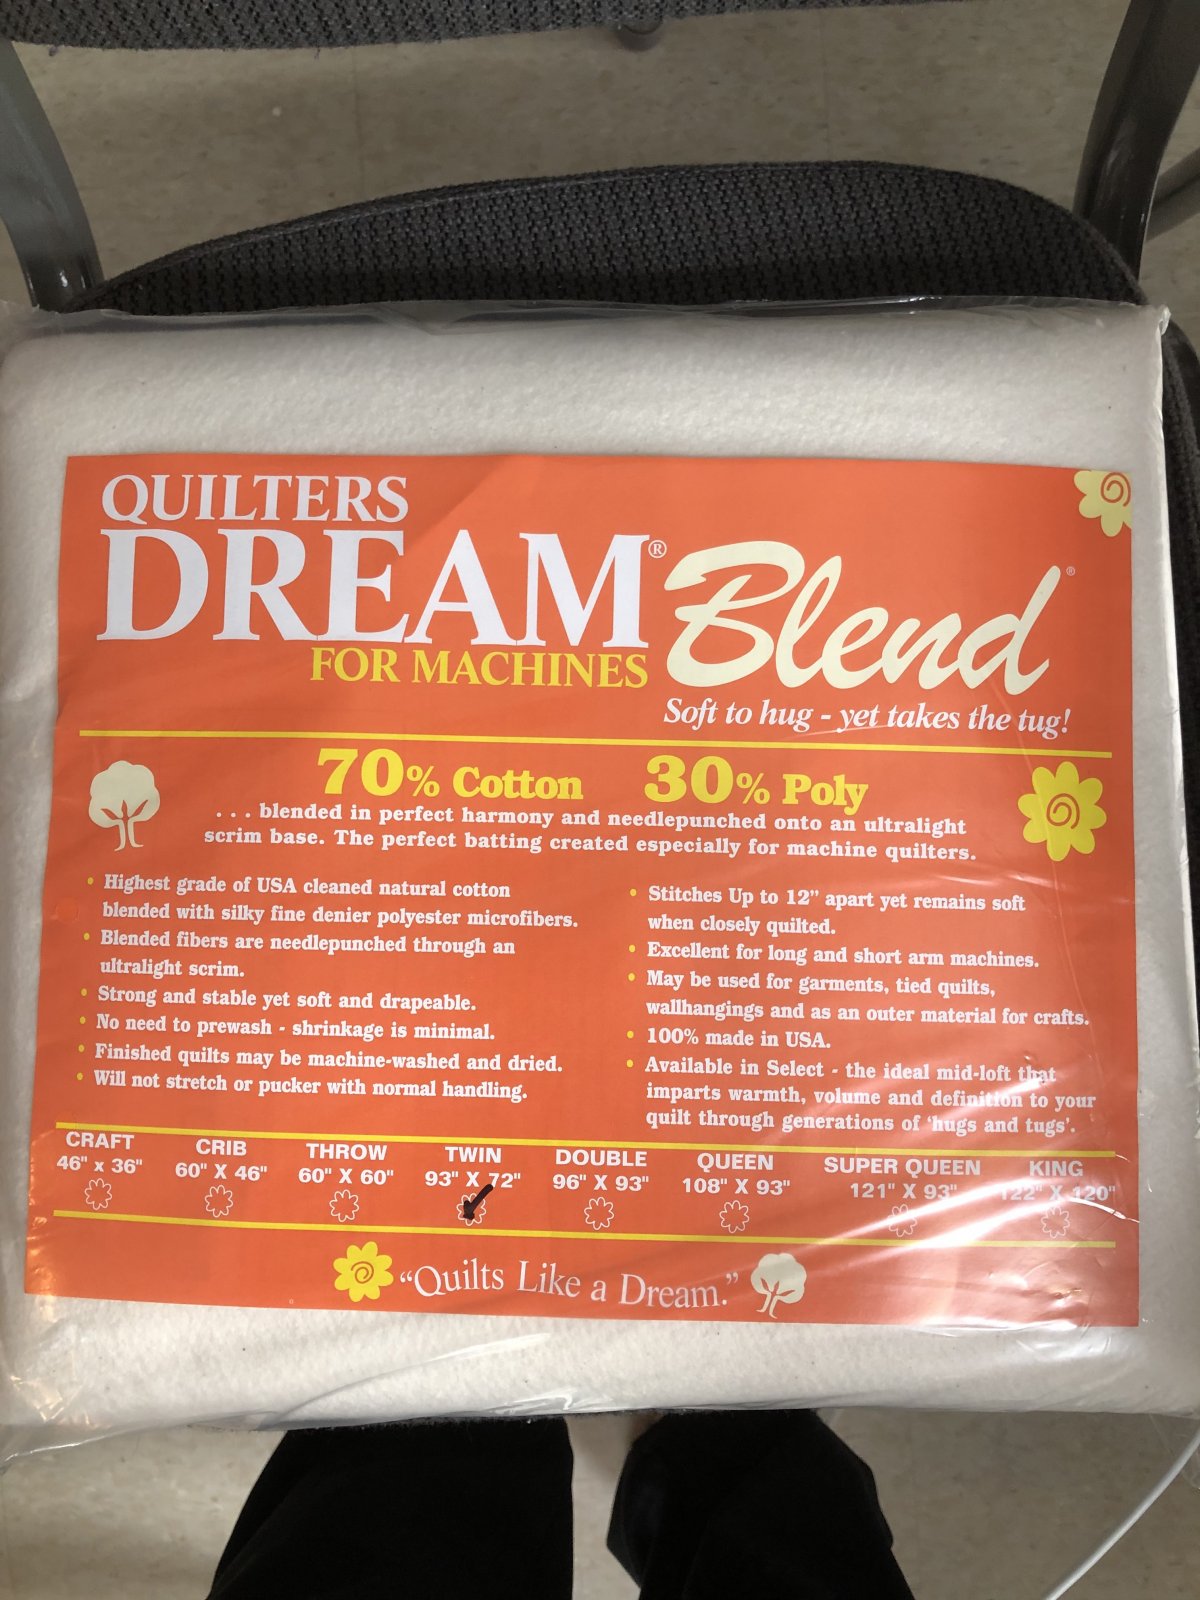 QUILTERS
DREAM®
Blend®
FOR MACHINES
Soft to hug - yet takes the tug!
70% Cotton 30% Poly
. . . blended in perfect harmony and needlepunched onto an ultralight
scrim base. The perfect batting created especially for machine quilters.
• Highest grade of USA cleaned natural cotton
blended with silky fine denier polyester microfibers.
• Blended fibers are needlepunched through an
ultralight scrim.
• Strong and stable yet soft and drapeable.
• No need to prewash - shrinkage is minimal.
• Finished quilts may be machine-washed and dried.
• Will not stretch or pucker with normal handling.
• Stitches Up to 12” apart yet remains soft
when closely quilted.
• Excellent for long and short arm machines.
• May be used for garments, tied quilts,
wallhangings and as an outer material for crafts.
• 100% made in USA.
• Available in Select - the ideal mid-loft that
imparts warmth, volume and definition to your
quilt through generations of ‘hugs and tugs’.
CRAFT CRIB THROW TWIN DOUBLE QUEEN SUPER QUEEN KING
46" x 36" 60" X 46" 60" X 60" 93" X 72" 96" X 93" 108" X 93" 121" X 93" 122" X 120"
“Quilts Like a Dream.”